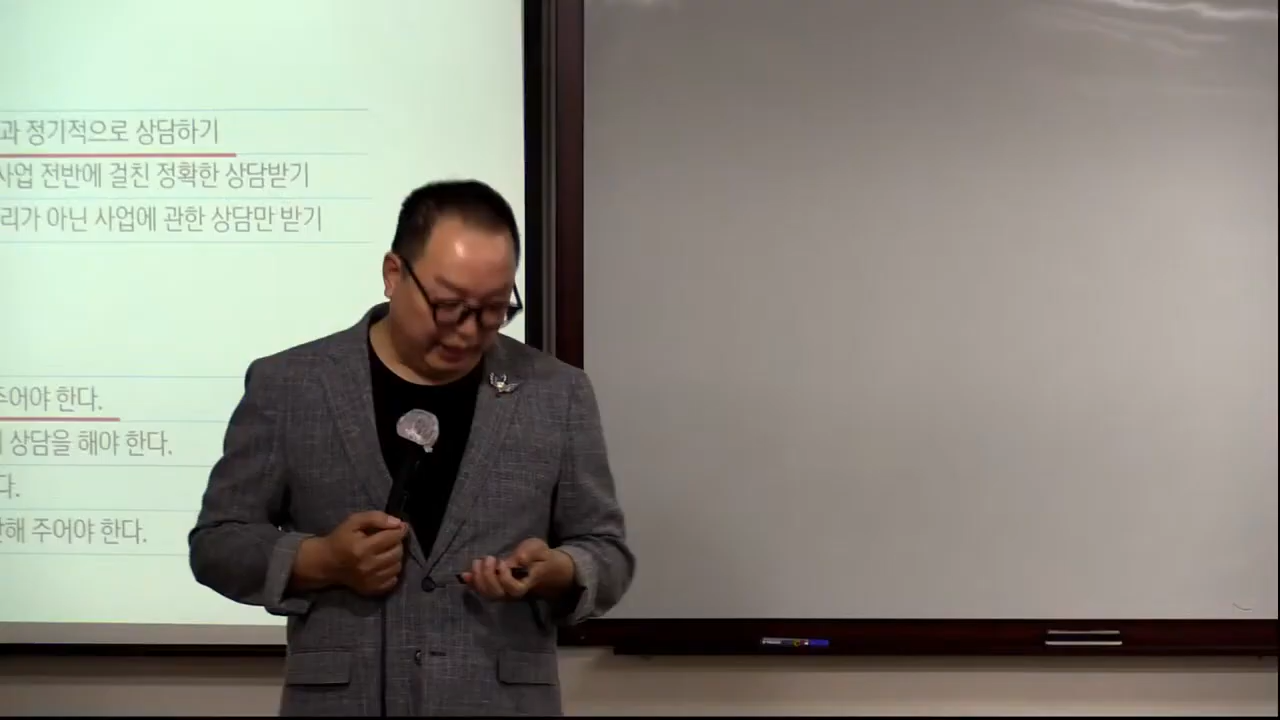 과 정기적으로 상담하기
사업 전반에 걸친 정확한 상담받기
리가 아닌 사업에 관한 상담만 받기
주어야 한다.
상담을 해야 한다.
다.
해 주어야 한다.